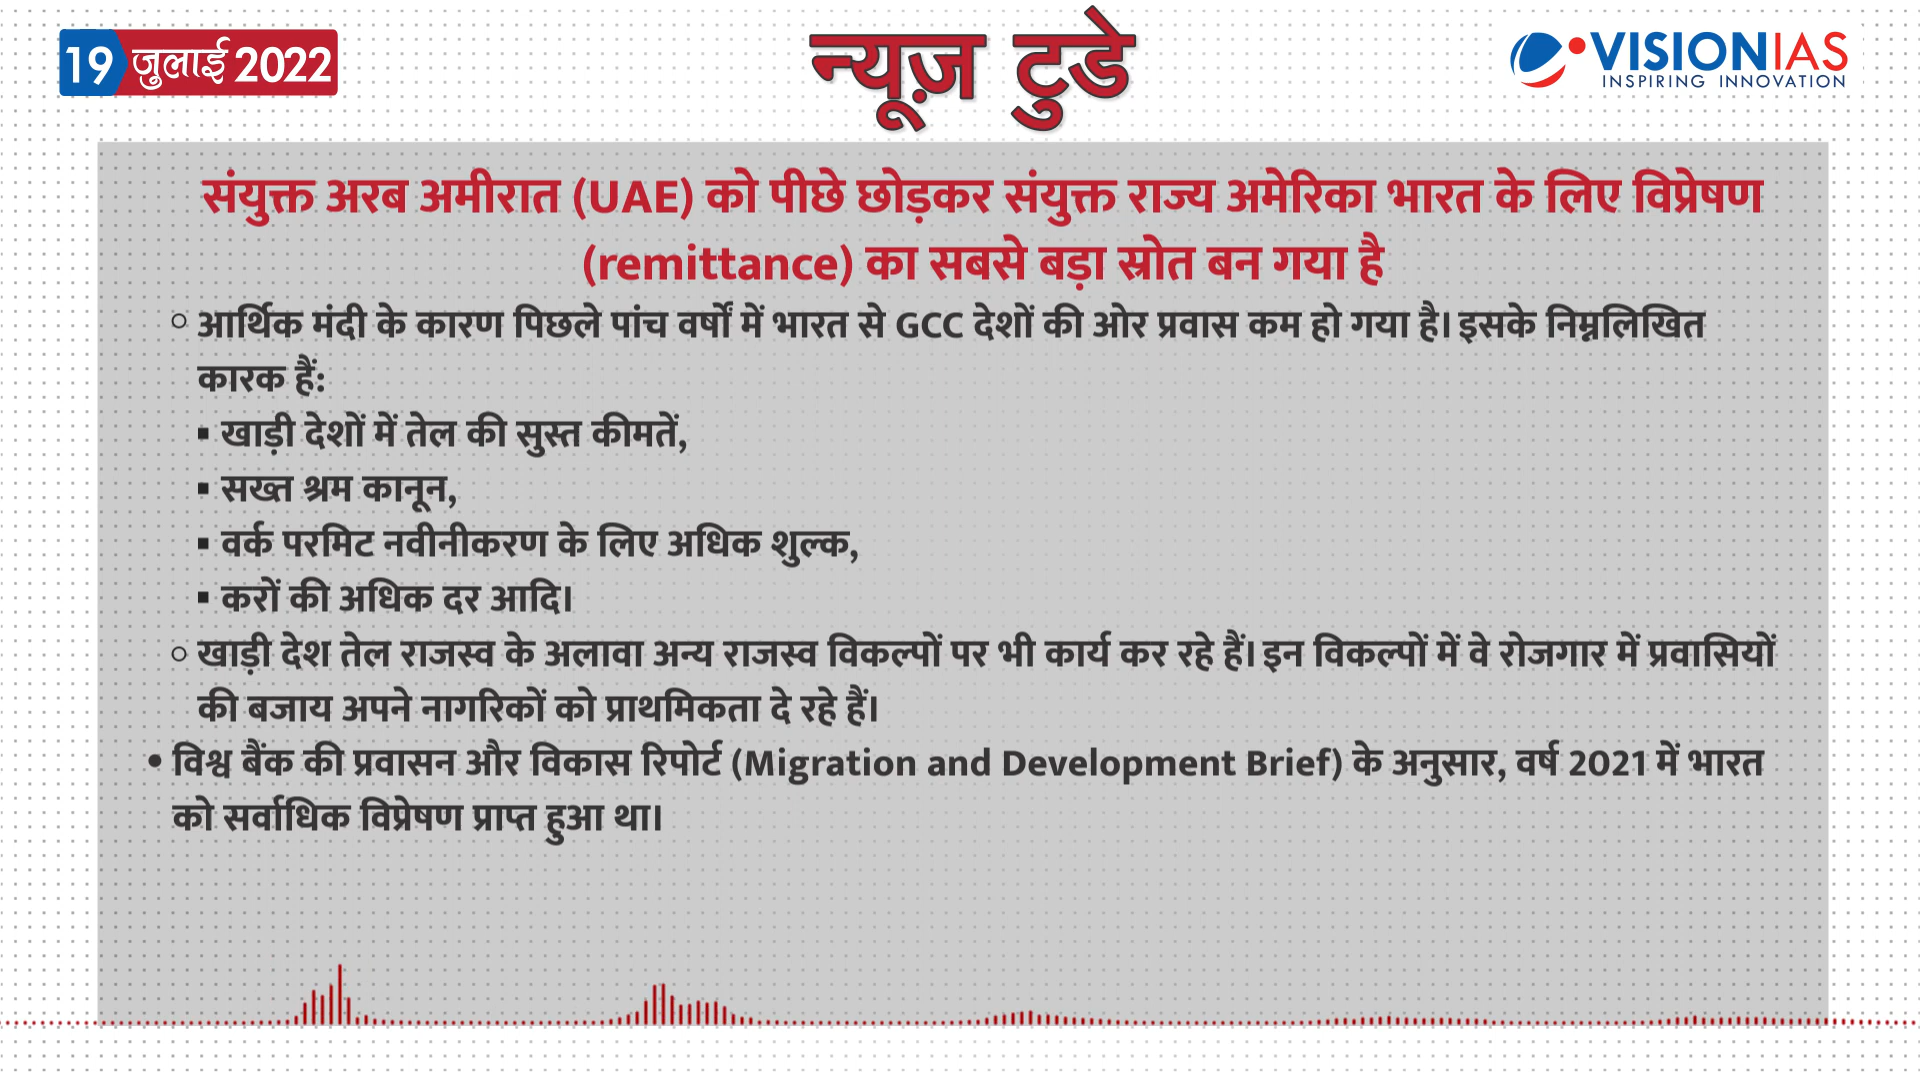 19 जुलाई 2022
न्यूज़ टुडे
VISIONIAS
INSPIRING INNOVATION
संयुक्त अरब अमीरात (UAE) को पीछे छोड़कर संयुक्त राज्य अमेरिका भारत के लिए विप्रेषण
(remittance) का सबसे बड़ा स्रोत बन गया है
○ आर्थिक मंदी के कारण पिछले पांच वर्षों में भारत से GCC देशों की ओर प्रवास कम हो गया है। इसके निम्नलिखित
कारक हैं:
▪ खाड़ी देशों में तेल की सुस्त कीमतें,
▪ सख्त श्रम कानून,
▪ वर्क परमिट नवीनीकरण के लिए अधिक शुल्क,
▪ करों की अधिक दर आदि।
○ खाड़ी देश तेल राजस्व के अलावा अन्य राजस्व विकल्पों पर भी कार्य कर रहे हैं। इन विकल्पों में वे रोजगार में प्रवासियों
की बजाय अपने नागरिकों को प्राथमिकता दे रहे हैं।
• विश्व बैंक की प्रवासन और विकास रिपोर्ट (Migration and Development Brief) के अनुसार, वर्ष 2021 में भारत
को सर्वाधिक विप्रेषण प्राप्त हुआ था।